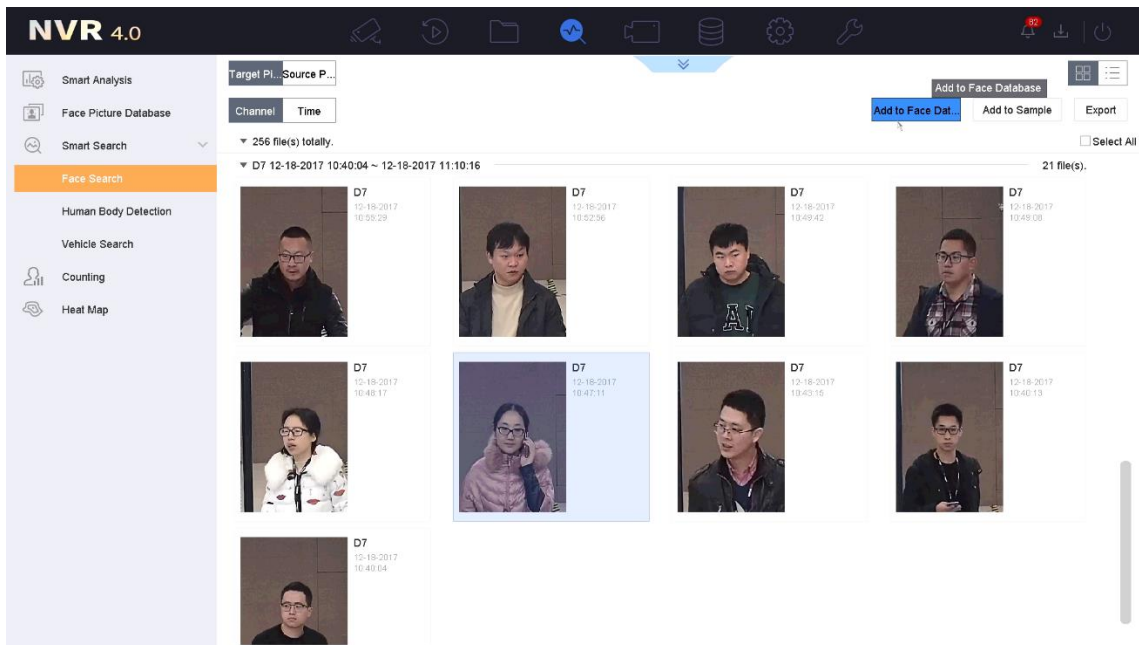 NVR 4.0
82
Smart Analysis
Face Picture Database
Smart Search
Face Search
Human Body Detection
Vehicle Search
Counting
Heat Map
Target Pi... Source P...
Add to Face Database
Channel Time
Add to Face Dat... Add to Sample Export
256 file(s) totally.
Select All
D7 12-18-2017 10:40:04 ~ 12-18-2017 11:10:16
21 file(s).
D7
12-18-2017
10:55:29
D7
12-18-2017
10:52:56
D7
12-18-2017
10:49:42
D7
12-18-2017
10:49:08
D7
12-18-2017
10:48:17
D7
12-18-2017
10:47:11
D7
12-18-2017
10:43:16
D7
12-18-2017
10:40:13
D7
12-18-2017
10:40:04